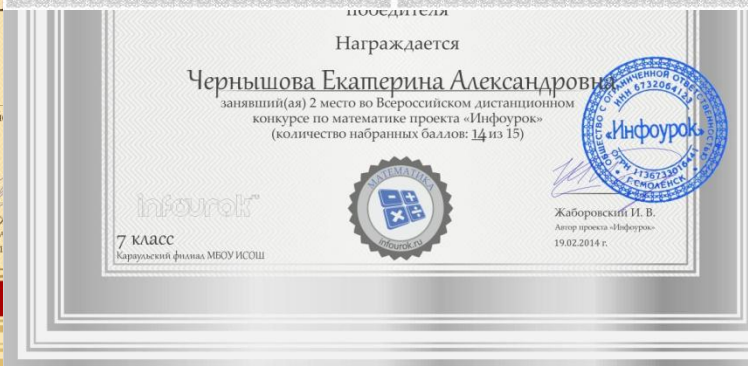 победителя
Награждается
Чернышова Екатерина Александровна
занявший(ая) 2 место во Всероссийском дистанционном
конкурсе по математике проекта «Инфоурок»
(количество набранных баллов: 14 из 15)
МАТЕМАТИКА
infourok.ru
infourok
7 класс
Караульский филиал МБОУ ИСОШ
«Инфоурок»
г.СМОЛЕНСК
Жаборовский И. В.
Автор проекта «Инфоурок»
19.02.2014 г.